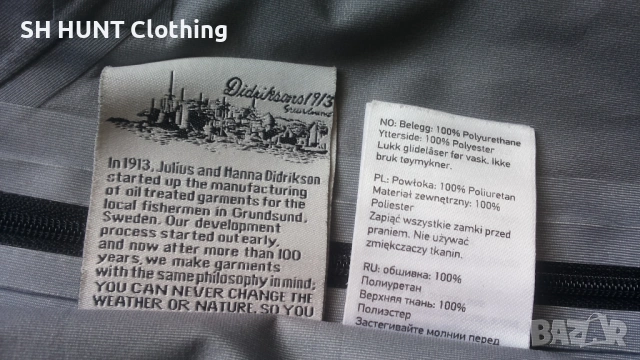 SH HUNT Clothing
Didriksons1913
Grundsund
In 1913, Julius and Hanna Didrikson
started up the manufacturing
of oil treated garments for the
local fishermen in Grundsund,
Sweden. Our development
process started out early,
and now after more than 100
years, we make garments
with the same philosophy in mind;
YOU CAN NEVER CHANGE THE
WEATHER OR NATURE, SO YOU
NO: Belegg: 100% Polyurethane
Ytterside: 100% Polyester
Lukk glidelåser før vask. Ikke
bruk tøymykner.
PL: Powłoka: 100% Poliuretan
Materiał zewnętrzny: 100%
Poliester
Zapiąć wszystkie zamki przed
praniem. Nie używać
zmiękczaczy tkanin.
RU: обшивка: 100%
Полиуретан
Верхняя ткань: 100%
Полиэстер
Застегивайте молнии перед
BAZAR